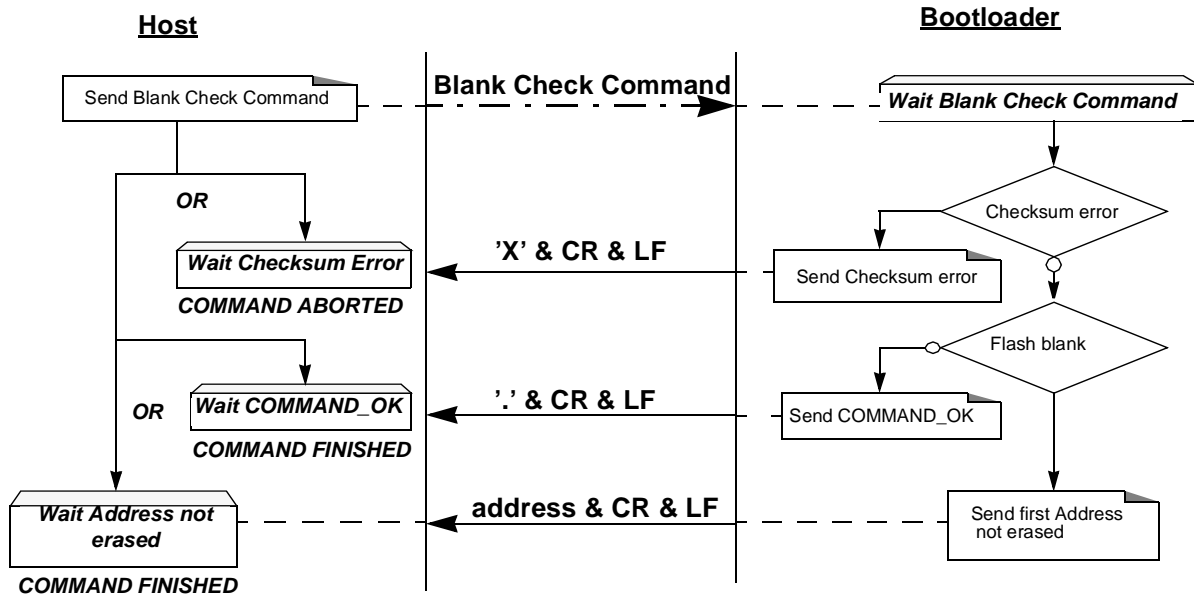 Host
Bootloader
Send Blank Check Command
Blank Check Command
Wait Blank Check Command
OR
Checksum error
Wait Checksum Error
'X' & CR & LF
Send Checksum error
COMMAND ABORTED
Flash blank
OR
Wait COMMAND_OK
'.' & CR & LF
Send COMMAND_OK
COMMAND FINISHED
Wait Address not
erased
address & CR & LF
Send first Address
not erased
COMMAND FINISHED